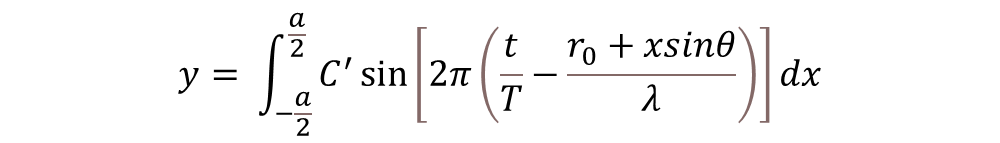 y = ∫_{-a/2}^{a/2} C′ sin[2π(t/T − (r₀ + xsinθ)/λ)] dx